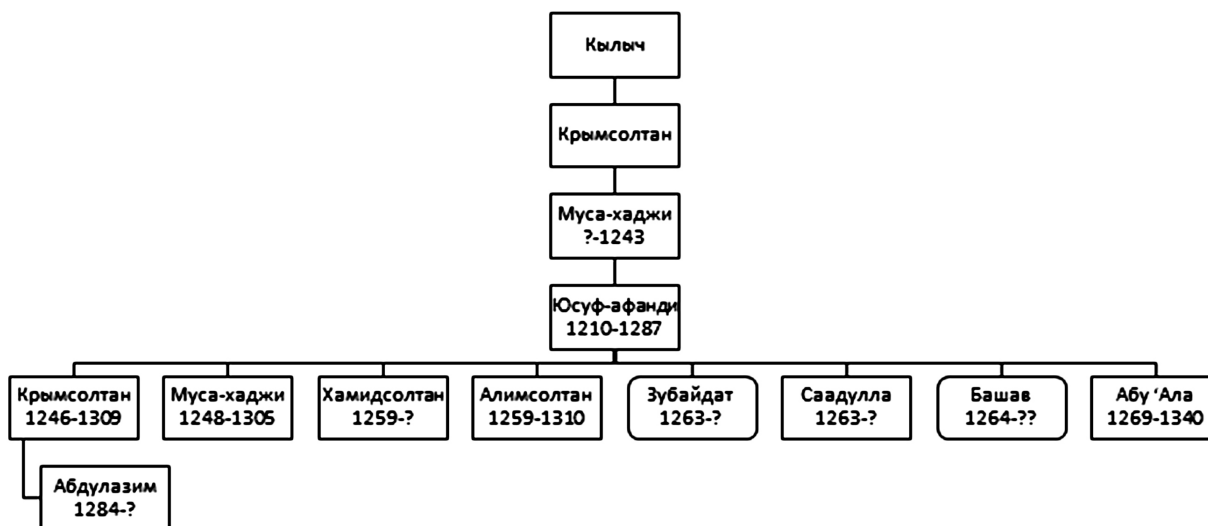 Кылыч
Крымсолтан
Муса-хаджи
?-1243
Юсуф-афанди
1210-1287
Крымсолтан
1246-1309
Муса-хаджи
1248-1305
Хамидсолтан
1259-?
Алимсолтан
1259-1310
Зубайдат
1263-?
Саадулла
1263-?
Башав
1264-??
Абу ‘Ала
1269-1340
Абдулазим
1284-?